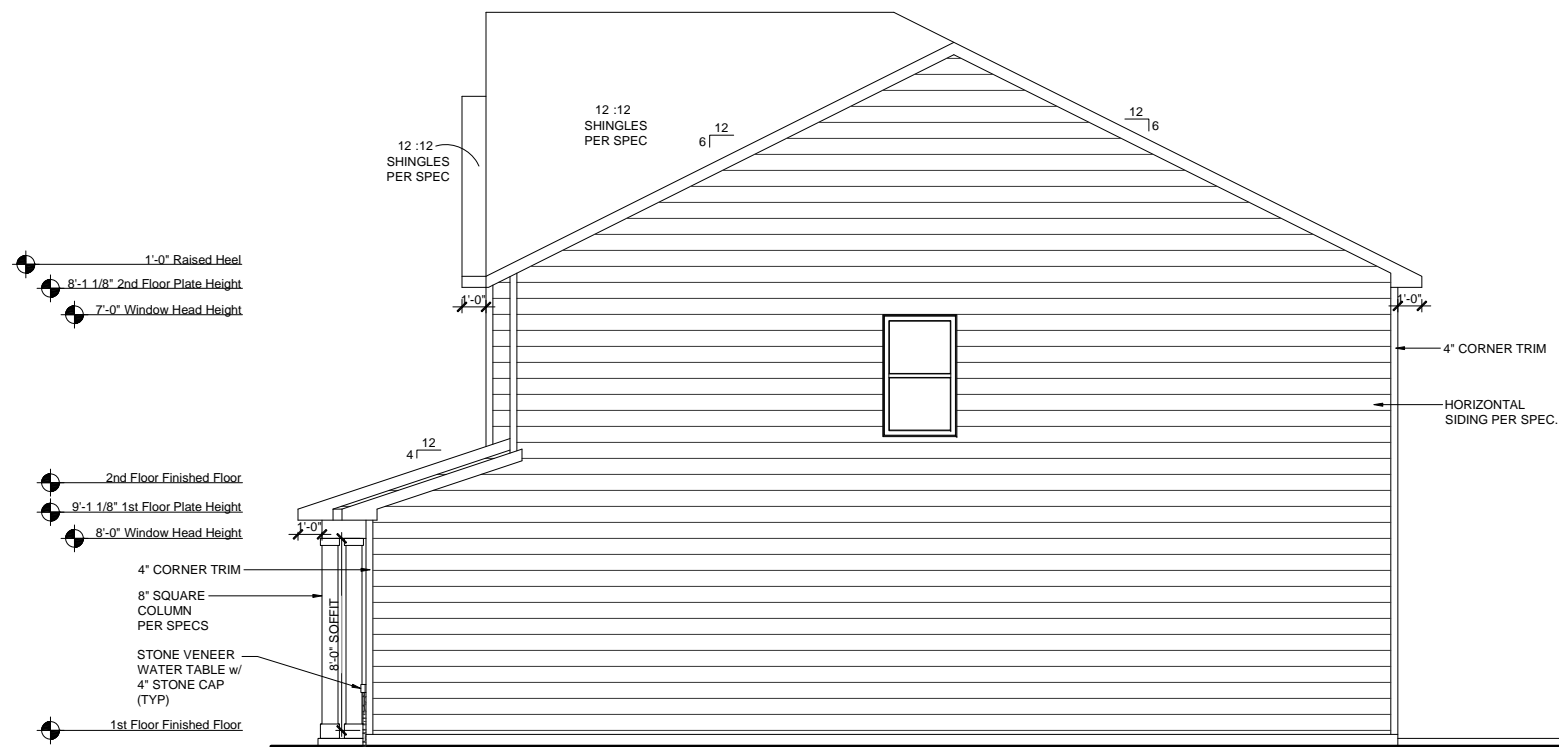 12 :12
SHINGLES
PER SPEC
12
6
12
6
12 :12
SHINGLES
PER SPEC
1'-0" Raised Heel
8'-1 1/8" 2nd Floor Plate Height
7'-0" Window Head Height
1'-0"
1'-0"
4" CORNER TRIM
HORIZONTAL
SIDING PER SPEC.
12
4
2nd Floor Finished Floor
9'-1 1/8" 1st Floor Plate Height
8'-0" Window Head Height
1'-0"
4" CORNER TRIM
8" SQUARE
COLUMN
PER SPECS
8'-0" SOFFIT
STONE VENEER
WATER TABLE w/
4" STONE CAP
(TYP)
1st Floor Finished Floor